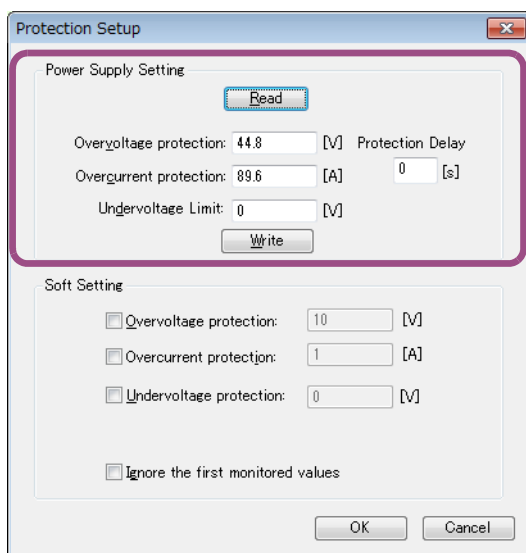 Protection Setup
Power Supply Setting
Read
Overvoltage protection: 44.8 [V] Protection Delay
Overcurrent protection: 89.6 [A] 0 [s]
Undervoltage Limit: 0 [V]
Write
Soft Setting
Overvoltage protection: 10 [V]
Overcurrent protection: 1 [A]
Undervoltage protection: 0 [V]
Ignore the first monitored values
OK Cancel